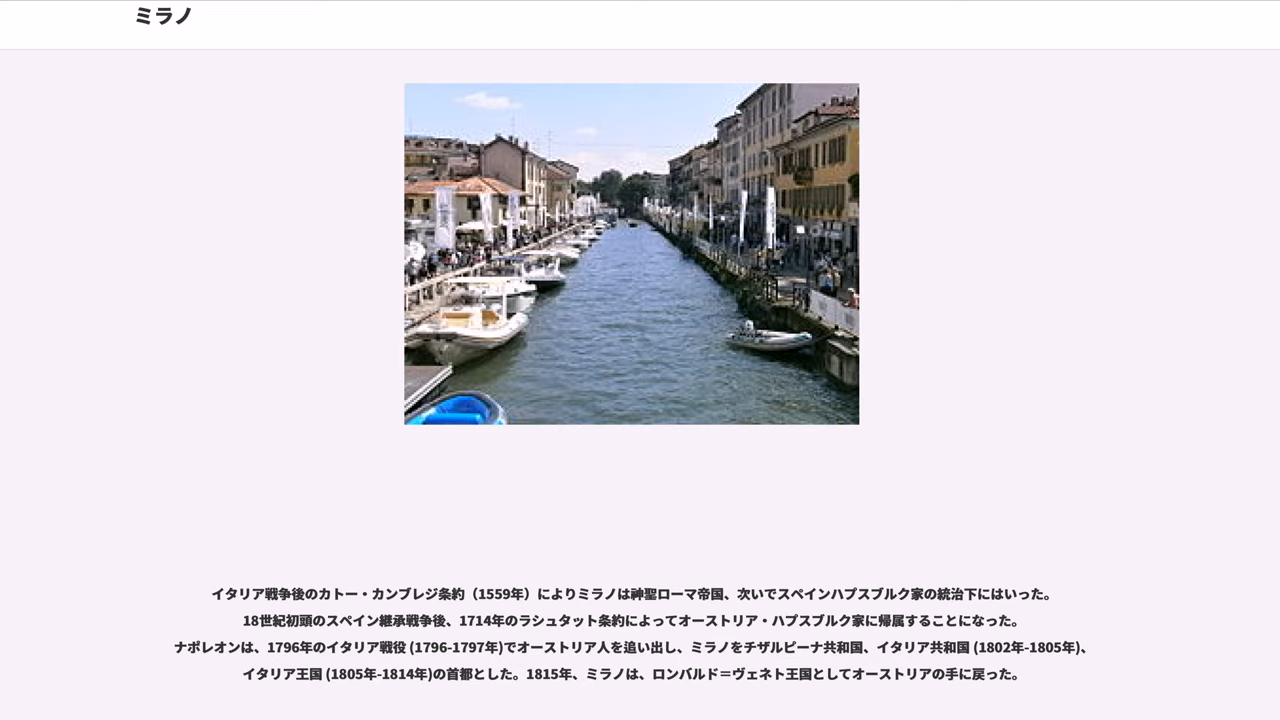 ミラノ
イタリア戦争後のカトー・カンブレジ条約（1559年）によりミラノは神聖ローマ帝国、次いでスペインハプスブルク家の統治下にはいった。
18世紀初頭のスペイン継承戦争後、1714年のラシュタット条約によってオーストリア・ハプスブルク家に帰属することになった。
ナポレオンは、1796年のイタリア戦役 (1796-1797年)でオーストリア人を追い出し、ミラノをチザルピーナ共和国、イタリア共和国 (1802年-1805年)、
イタリア王国 (1805年-1814年)の首都とした。1815年、ミラノは、ロンバルド＝ヴェネト王国としてオーストリアの手に戻った。